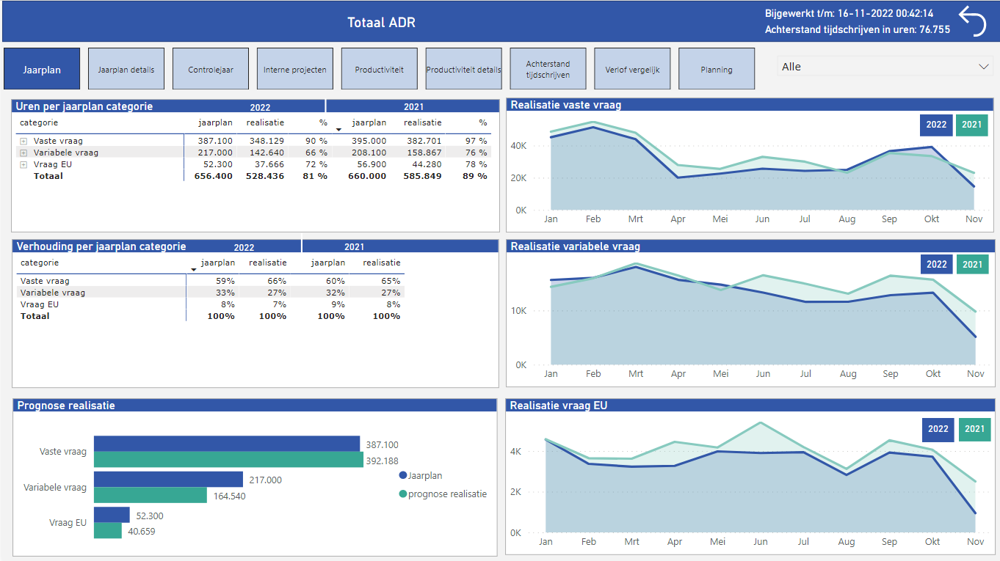 Totaal ADR
Bijgewerkt t/m: 16-11-2022 00:42:14
Achterstand tijdschrijven in uren: 76.755
Jaarplan
Jaarplan details
Controlejaar
Interne projecten
Productiviteit
Productiviteit details
Achterstand
tijdschrijven
Verlof vergelijk
Planning
Alle
Uren per jaarplan categorie 2022 2021
categorie jaarplan realisatie % jaarplan realisatie %
Vaste vraag 387.100 348.129 90 % 395.000 382.701 97 %
Variabele vraag 217.000 142.640 66 % 208.100 158.867 76 %
Vraag EU 52.300 37.666 72 % 56.900 44.280 78 %
Totaal 656.400 528.436 81 % 660.000 585.849 89 %
Realisatie vaste vraag
2022 2021
40K
20K
0K
Jan Feb Mrt Apr Mei Jun Jul Aug Sep Okt Nov
Verhouding per jaarplan categorie 2022 2021
categorie jaarplan realisatie jaarplan realisatie
Vaste vraag 59% 66% 60% 65%
Variabele vraag 33% 27% 32% 27%
Vraag EU 8% 7% 9% 8%
Totaal 100% 100% 100% 100%
Realisatie variabele vraag
2022 2021
10K
0K
Jan Feb Mrt Apr Mei Jun Jul Aug Sep Okt Nov
Prognose realisatie
Vaste vraag 387.100
392.188
Variabele vraag 217.000
164.540
Vraag EU 52.300
40.659
Jaarplan
prognose realisatie
Realisatie vraag EU
2022 2021
4K
2K
0K
Jan Feb Mrt Apr Mei Jun Jul Aug Sep Okt Nov